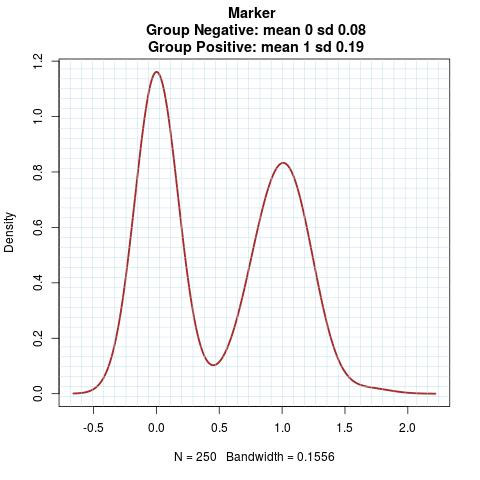 Marker
Group Negative: mean 0 sd 0.08
Group Positive: mean 1 sd 0.19
1.2
1.0
0.8
0.6
0.4
0.2
0.0
Density
-0.5 0.0 0.5 1.0 1.5 2.0
N = 250 Bandwidth = 0.1556